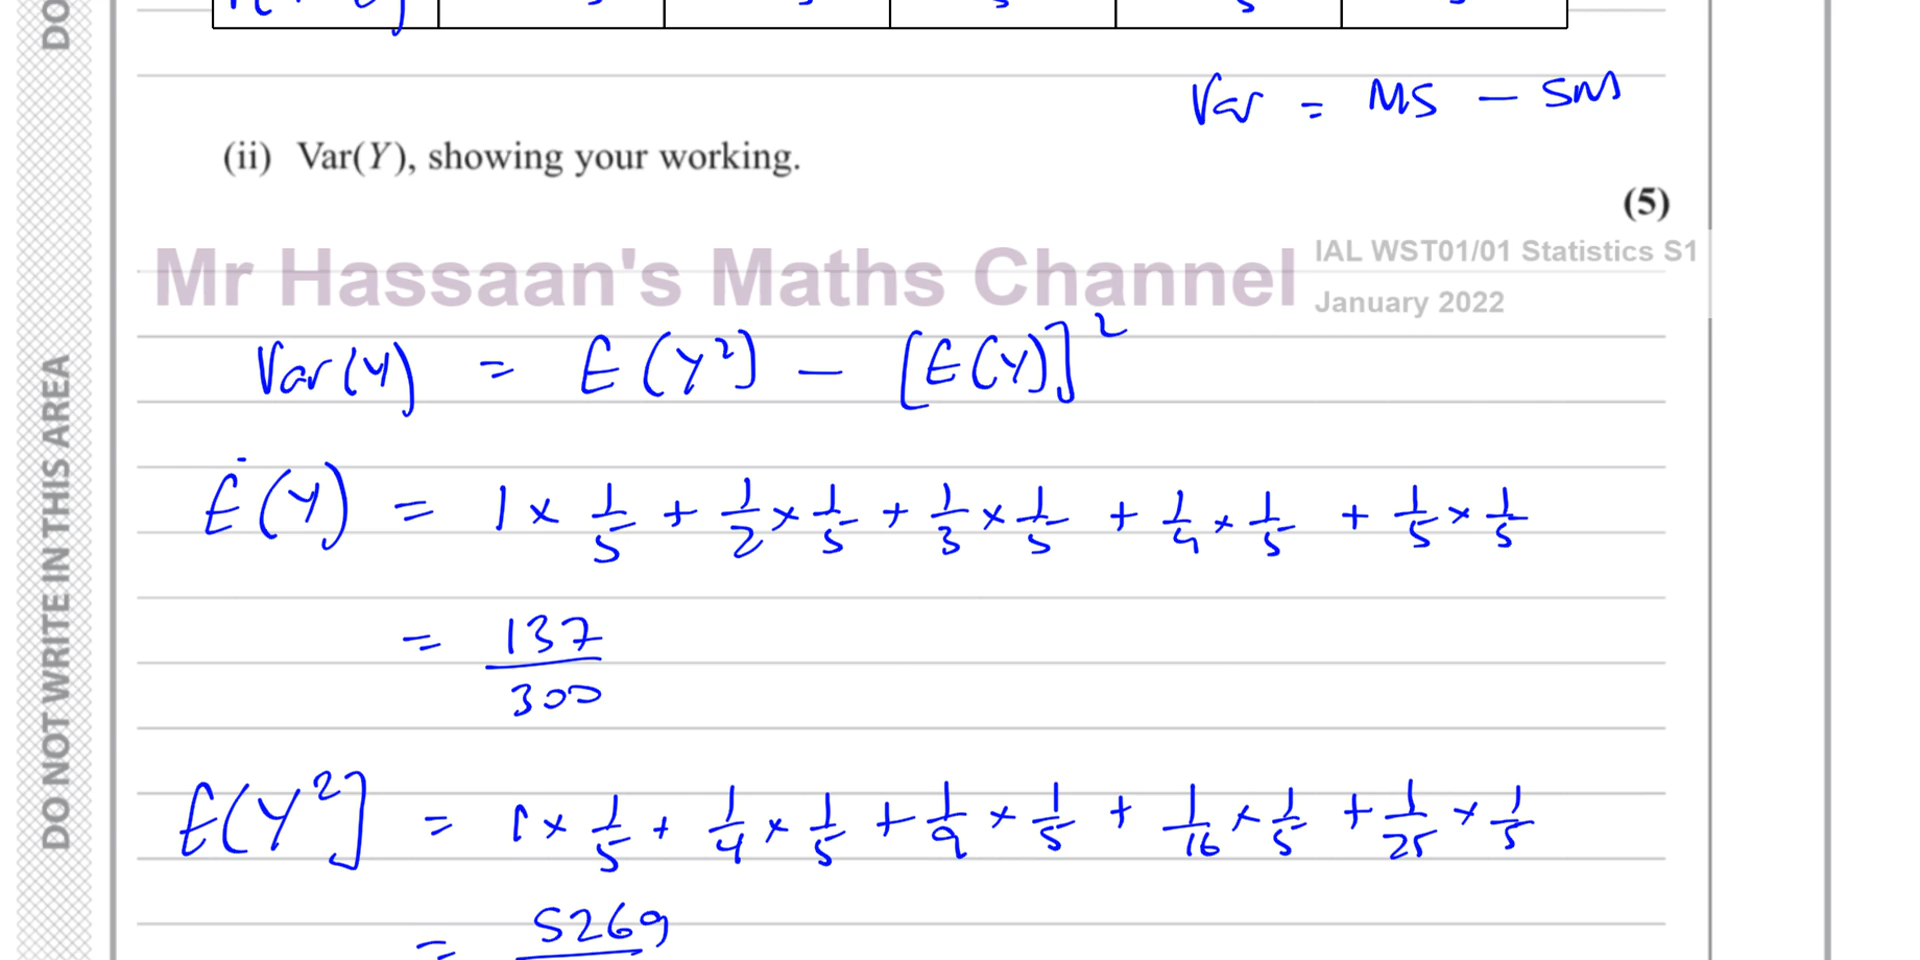 Var = MS - SM
(ii) Var(Y), showing your working.
(5)
Mr Hassaan's Maths Channel
IAL WST01/01 Statistics S1
January 2022
Var(Y) = E(Y²) - [E(Y)]²
E(Y) = 1 × 1/5 + 1/2 × 1/5 + 1/3 × 1/5 + 1/4 × 1/5 + 1/5 × 1/5
= 137/300
E(Y²] = 1 × 1/5 + 1/4 × 1/5 + 1/9 × 1/5 + 1/16 × 1/5 + 1/25 × 1/5
= 5269
DO NOT WRITE IN THIS AREA
DO